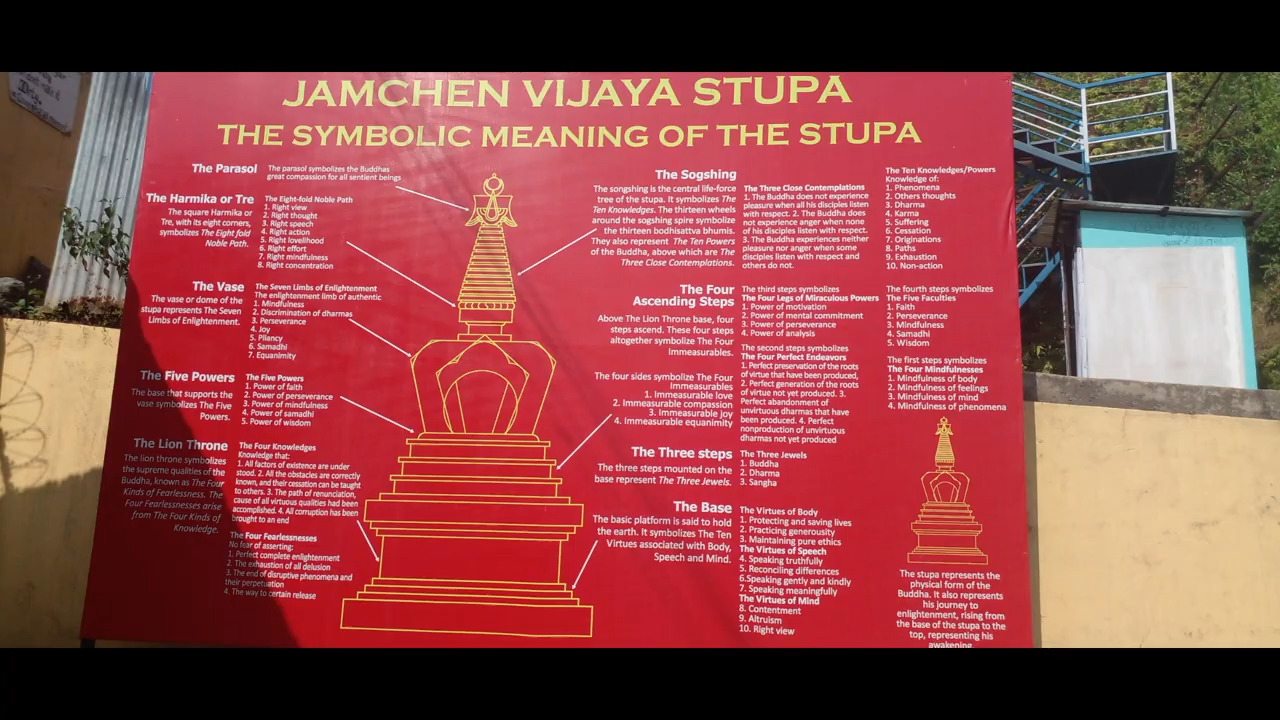 JAMCHEN VIJAYA STUPA
THE SYMBOLIC MEANING OF THE STUPA
The Parasol
The parasol symbolizes the Buddhas
great compassion for all sentient beings
The Harmika or Tre
The square Harmika or
Tre, with its eight corners,
symbolizes The Eight fold
Noble Path.
The Eight-fold Noble Path
1. Right view
2. Right thought
3. Right speech
4. Right action
5. Right lovelihood
6. Right effort
7. Right mindfulness
8. Right concentration
The Vase
The vase or dome of the
stupa represents The Seven
Limbs of Enlightenment.
The Seven Limbs of Enlightenment
The enlightenment limb of authentic
1. Mindfulness
2. Discrimination of dharmas
3. Perseverance
4. Joy
5. Pliancy
6. Samadhi
7. Equanimity
The Five Powers
The base that supports the
vase symbolizes The Five
Powers.
The Five Powers
1. Power of faith
2. Power of perseverance
3. Power of mindfulness
4. Power of samadhi
5. Power of wisdom
The Lion Throne
The lion throne symbolizes
the supreme qualities of the
Buddha, known as The Four
Kinds of Fearlessness. The
Four Fearlessnesses arise
from The Four Kinds of
Knowledge.
The Four Knowledges
Knowledge that:
1. All factors of existence are under
stood. 2. All the obstacles are correctly
known, and their cessation can be taught
to others. 3. The path of renunciation,
cause of all virtuous qualities had been
accomplished. 4. All corruption has been
brought to an end
The Four Fearlessnesses
No fear of asserting:
1. Perfect complete enlightenment
2. The exhaustion of all delusion
3. The end of disruptive phenomena and
their perpetuation
4. The way to certain release
The Sogshing
The songshing is the central life-force
tree of the stupa. It symbolizes The
Ten Knowledges. The thirteen wheels
around the sogshing spire symbolize
the thirteen bodhisattva bhumis.
They also represent The Ten Powers
of the Buddha, above which are The
Three Close Contemplations.
The Three Close Contemplations
1. The Buddha does not experience
pleasure when all his disciples listen
with respect. 2. The Buddha does
not experience anger when none
of his disciples listen with respect.
3. The Buddha experiences neither
pleasure nor anger when some
disciples listen with respect and
others do not.
The Ten Knowledges/Powers
Knowledge of:
1. Phenomena
2. Others thoughts
3. Dharma
4. Karma
5. Suffering
6. Cessation
7. Originations
8. Paths
9. Exhaustion
10. Non-action
The Four
Ascending Steps
Above The Lion Throne base, four
steps ascend. These four steps
altogether symbolize The Four
Immeasurables.
The four sides symbolize The Four
Immeasurables
1. Immeasurable love
2. Immeasurable compassion
3. Immeasurable joy
4. Immeasurable equanimity
The third steps symbolizes
The Four Legs of Miraculous Powers
1. Power of motivation
2. Power of mental commitment
3. Power of perseverance
4. Power of analysis
The second steps symbolizes
The Four Perfect Endeavors
1. Perfect preservation of the roots
of virtue that have been produced,
2. Perfect generation of the roots
of virtue not yet produced. 3.
Perfect abandonment of
unvirtuous dharmas that have
been produced. 4. Perfect
nonproduction of unvirtuous
dharmas not yet produced
The fourth steps symbolizes
The Five Faculties
1. Faith
2. Perseverance
3. Mindfulness
4. Samadhi
5. Wisdom
The first steps symbolizes
The Four Mindfulnesses
1. Mindfulness of body
2. Mindfulness of feelings
3. Mindfulness of mind
4. Mindfulness of phenomena
The Three steps
The three steps mounted on the
base represent The Three Jewels.
The Three Jewels
1. Buddha
2. Dharma
3. Sangha
The Base
The basic platform is said to hold
the earth. It symbolizes The Ten
Virtues associated with Body,
Speech and Mind.
The Virtues of Body
1. Protecting and saving lives
2. Practicing generousity
3. Maintaining pure ethics
The Virtues of Speech
4. Speaking truthfully
5. Reconciling differences
6.Speaking gently and kindly
7. Speaking meaningfully
The Virtues of Mind
8. Contentment
9. Altruism
10. Right view
The stupa represents the
physical form of the
Buddha. It also represents
his journey to
enlightenment, rising from
the base of the stupa to the
top, representing his
awakening.